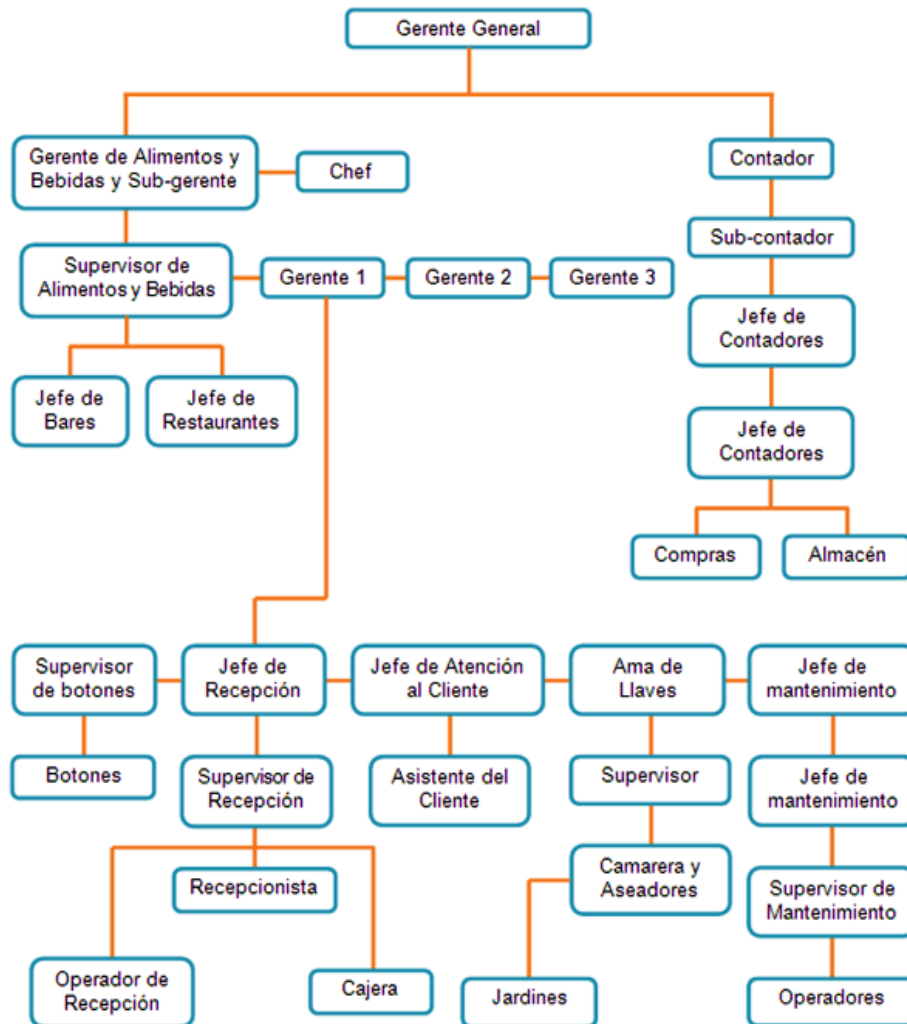 Gerente General
Gerente de Alimentos y
Bebidas y Sub-gerente
Chef
Contador
Sub-contador
Supervisor de
Alimentos y Bebidas
Gerente 1
Gerente 2
Gerente 3
Jefe de
Contadores
Jefe de
Bares
Jefe de
Restaurantes
Jefe de
Contadores
Compras
Almacén
Supervisor
de botones
Jefe de
Recepción
Jefe de Atención
al Cliente
Ama de
Llaves
Jefe de
mantenimiento
Botones
Supervisor de
Recepción
Asistente del
Cliente
Supervisor
Jefe de
mantenimiento
Recepcionista
Camarera y
Aseadores
Supervisor de
Mantenimiento
Operador de
Recepción
Cajera
Jardines
Operadores